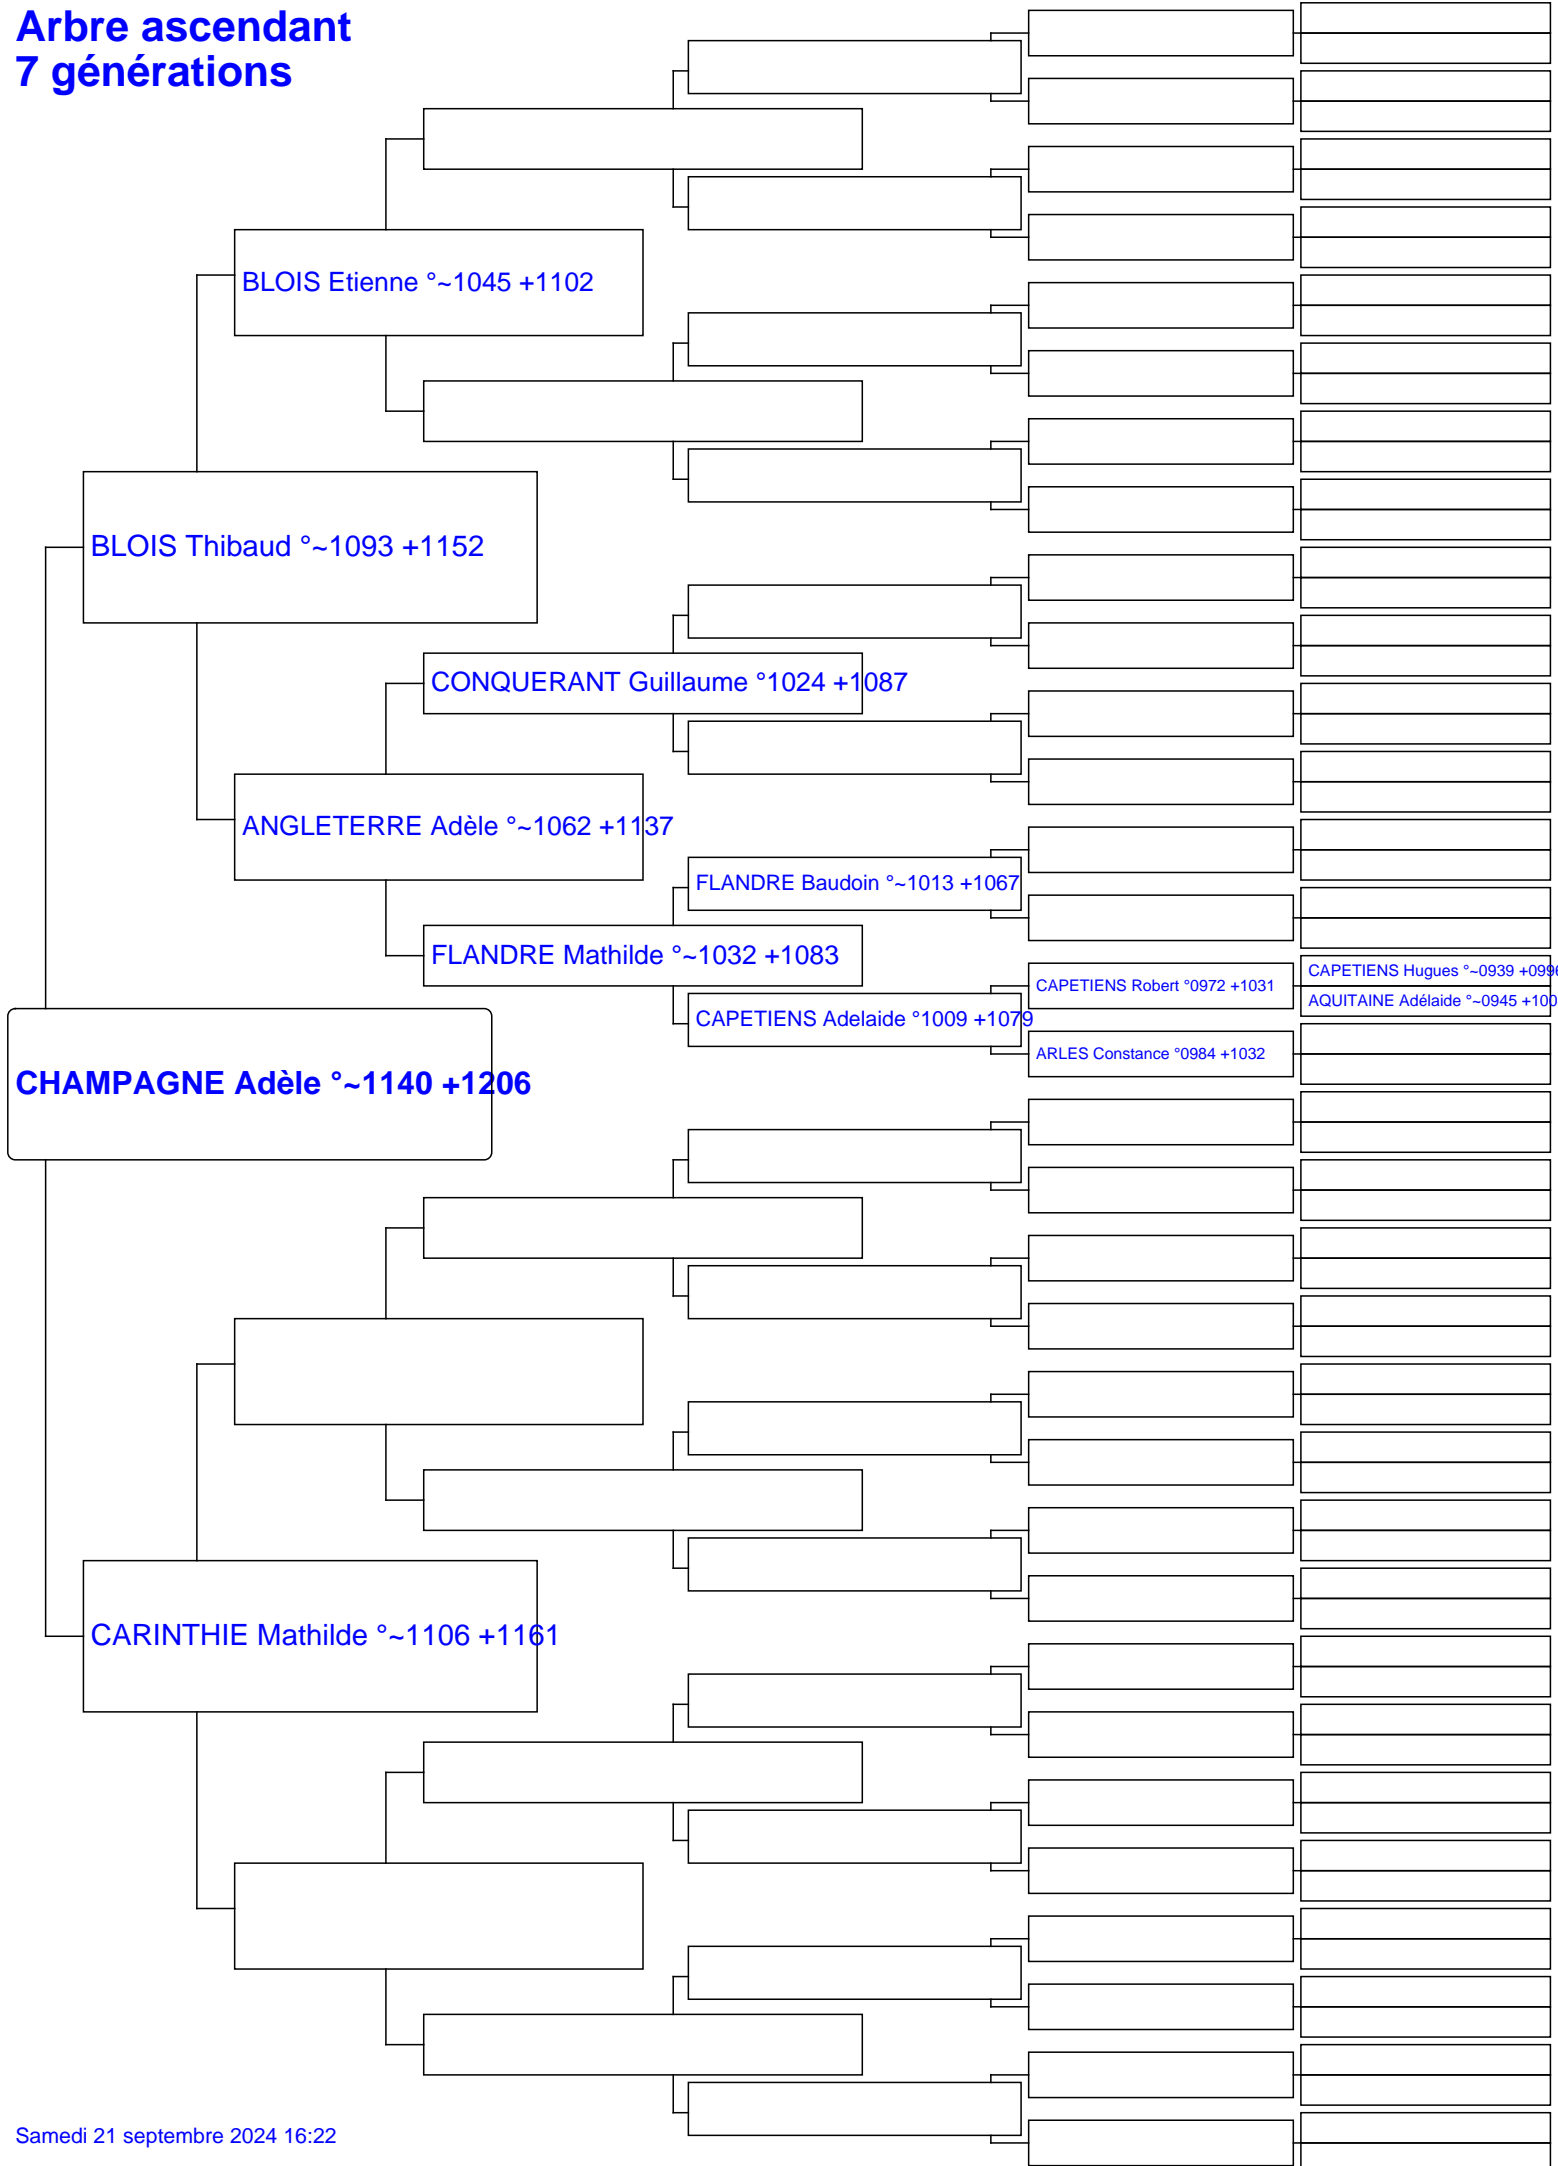 Arbre ascendant
7 générations
BLOIS Etienne °~1045 +1102
BLOIS Thibaud °~1093 +1152
CONQUERANT Guillaume °1024 +1087
ANGLETERRE Adèle °~1062 +1137
FLANDRE Baudoin °~1013 +1067
FLANDRE Mathilde °~1032 +1083
CAPETIENS Hugues °~0939 +0996
CAPETIENS Robert °0972 +1031
AQUITAINE Adélaide °~0945 +100
CAPETIENS Adelaide °1009 +1079
ARLES Constance °0984 +1032
CHAMPAGNE Adèle °~1140 +1206
CARINTHIE Mathilde °~1106 +1161
Samedi 21 septembre 2024 16:22